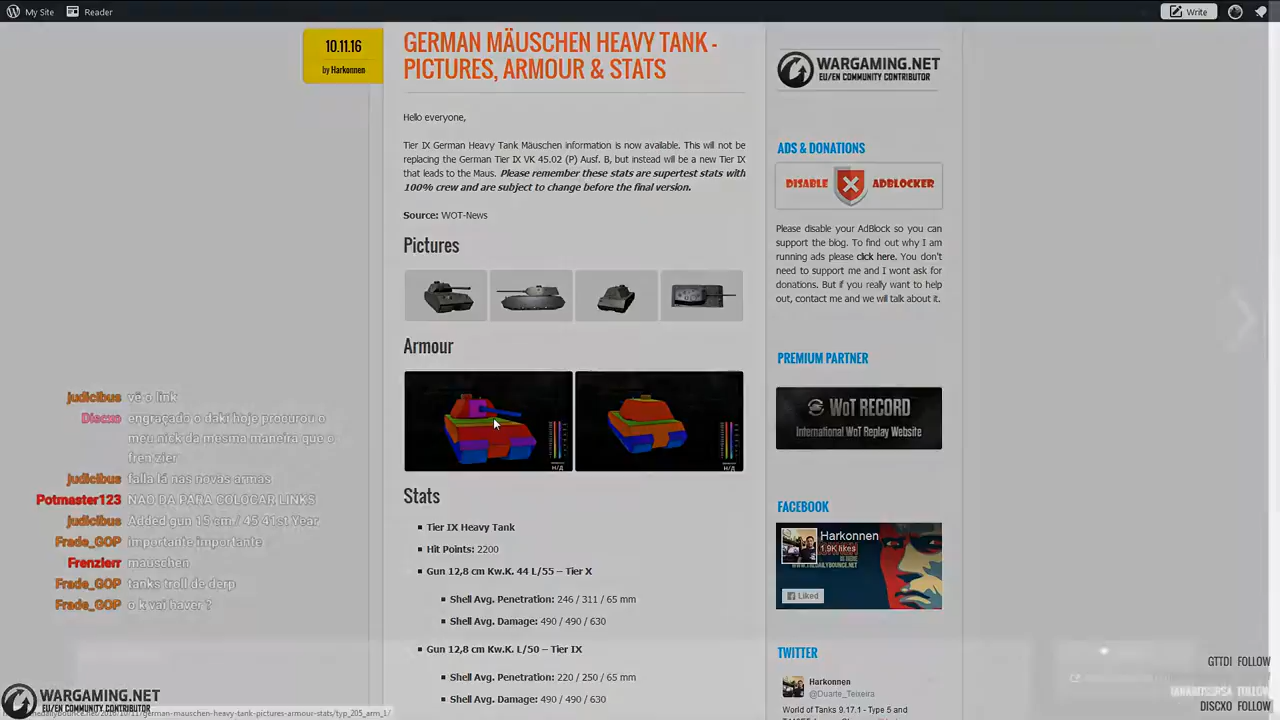 My Site
Reader
Write
10.11.16
by Harkonnen
GERMAN MÄUSCHEN HEAVY TANK -
PICTURES, ARMOUR & STATS
Hello everyone,
Tier IX German Heavy Tank Mäuschen information is now available. This will not be
replacing the German Tier IX VK 45.02 (P) Ausf. B, but instead will be a new Tier IX
that leads to the Maus. Please remember these stats are supertest stats with
100% crew and are subject to change before the final version.
Source: WOT-News
Pictures
Armour
Н/Д
Н/Д
Stats
Tier IX Heavy Tank
Hit Points: 2200
Gun 12,8 cm Kw.K. 44 L/55 – Tier X
Shell Avg. Penetration: 246 / 311 / 65 mm
Shell Avg. Damage: 490 / 490 / 630
Gun 12,8 cm Kw.K. L/50 – Tier IX
Shell Avg. Penetration: 220 / 250 / 65 mm
Shell Avg. Damage: 490 / 490 / 630
WARGAMING.NET
EU/EN COMMUNITY CONTRIBUTOR
ADS & DONATIONS
DISABLE ADBLOCKER
Please disable your AdBlock so you can
support the blog. To find out why I am
running ads please click here. You don't
need to support me and I wont ask for
donations. But if you really want to help
out, contact me and we will talk about it.
PREMIUM PARTNER
WoT RECORD
International WoT Replay Website
FACEBOOK
Harkonnen
1.9K likes
Liked
TWITTER
Harkonnen
@Duarte_Teixeira
World of Tanks 9.17.1 - Type 5 and
judicibus vê o link
Discxo engraçado o daki hoje procurou o
meu nick da mesma maneira que o
frenzier
judicibus falla lá nas novas armas
Potmaster123 NAO DA PARA COLOCAR LINKS
judicibus Added gun 15 cm / 45 41st Year
Frade_GOP importante importante
Frenzierr mäuschen
Frade_GOP tanks troll de derp
Frade_GOP o k vai haver ?
WARGAMING.NET
EU/EN COMMUNITY CONTRIBUTOR
GTTDI FOLLOW
DISCXO FOLLOW